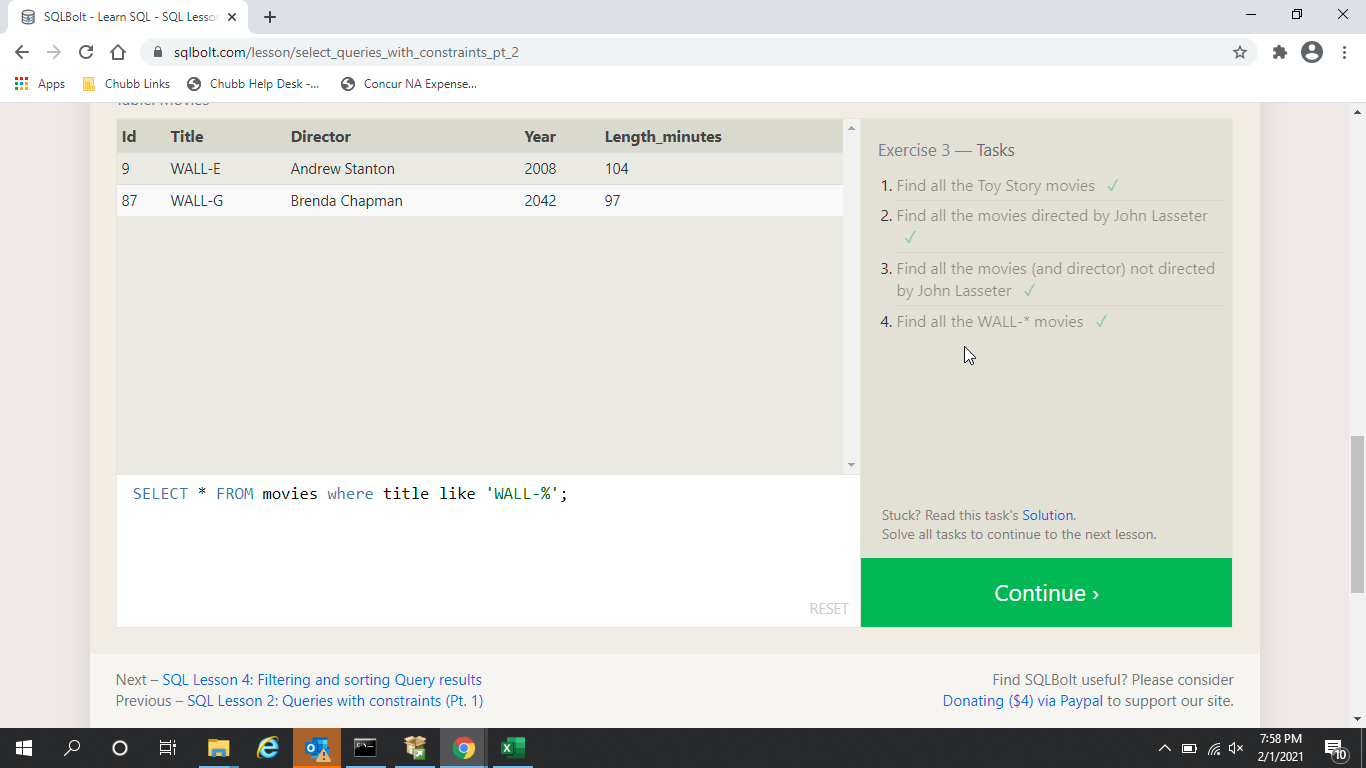 SQLBolt - Learn SQL - SQL Lesso
sqlbolt.com/lesson/select_queries_with_constraints_pt_2
Apps Chubb Links Chubb Help Desk -... Concur NA Expense...
Table: Movies
Id Title Director Year Length_minutes
9 WALL-E Andrew Stanton 2008 104
87 WALL-G Brenda Chapman 2042 97
SELECT * FROM movies where title like 'WALL-%';
RESET
Exercise 3 — Tasks
1. Find all the Toy Story movies ✓
2. Find all the movies directed by John Lasseter
✓
3. Find all the movies (and director) not directed
by John Lasseter ✓
4. Find all the WALL-* movies ✓
Stuck? Read this task's Solution.
Solve all tasks to continue to the next lesson.
Continue ›
Next – SQL Lesson 4: Filtering and sorting Query results
Previous – SQL Lesson 2: Queries with constraints (Pt. 1)
Find SQLBolt useful? Please consider
Donating ($4) via Paypal to support our site.
7:58 PM
2/1/2021
10